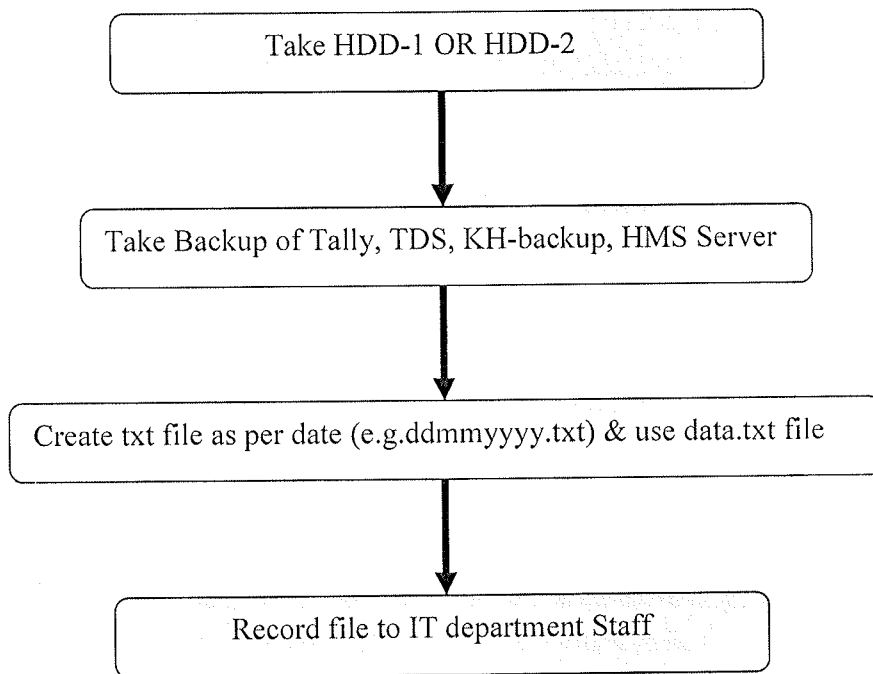 Take HDD-1 OR HDD-2
Take Backup of Tally, TDS, KH-backup, HMS Server
Create txt file as per date (e.g.ddmmyyyy.txt) & use data.txt file
Record file to IT department Staff